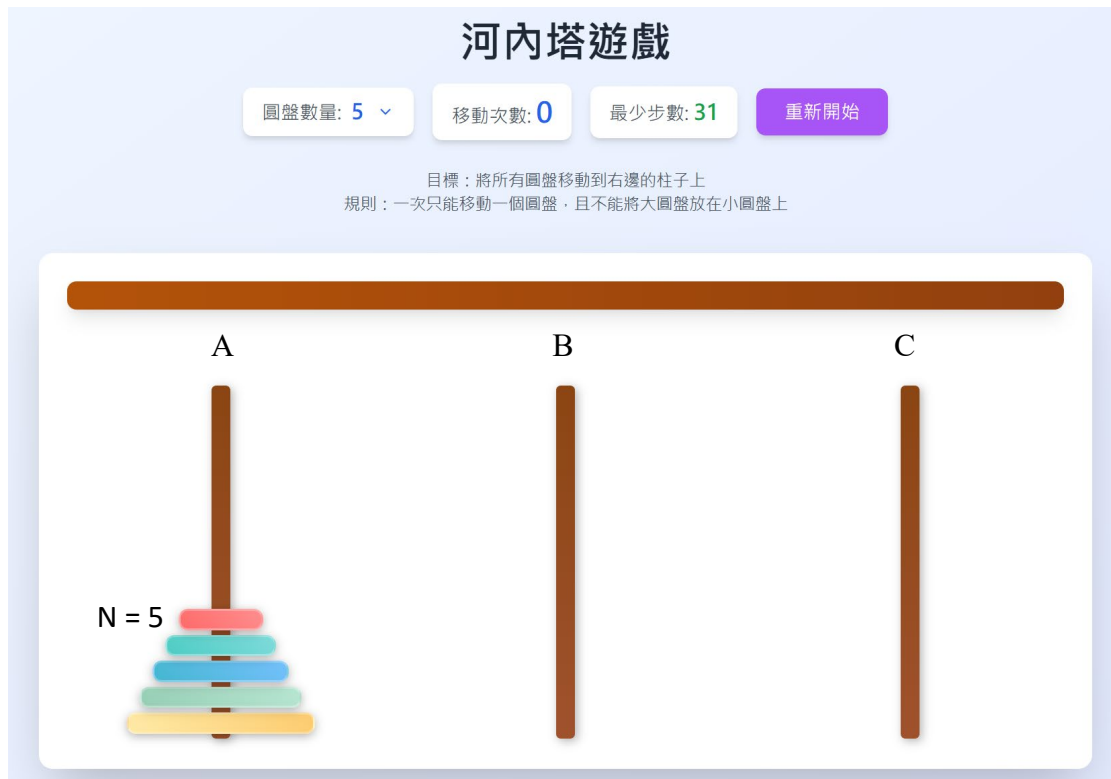 河內塔遊戲
圓盤數量: 5 移動次數: 0 最少步數: 31 重新開始
目標：將所有圓盤移動到右邊的柱子上
規則：一次只能移動一個圓盤，且不能將大圓盤放在小圓盤上
A B C
N = 5